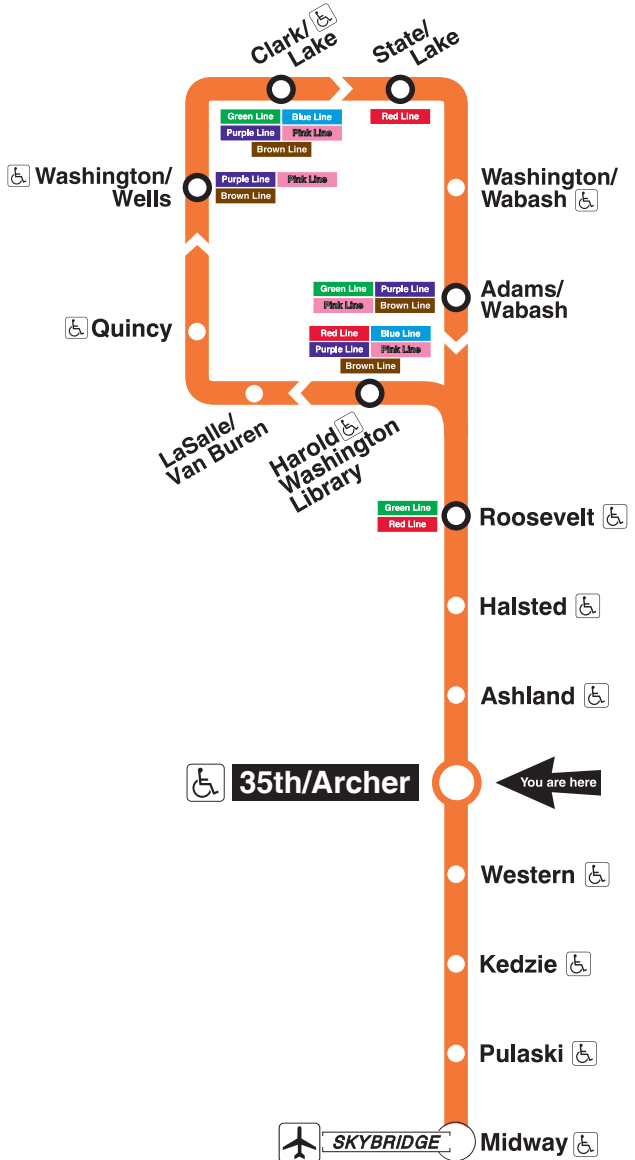 Clark/
Lake
State/
Lake
Green Line
Blue Line
Purple Line
Pink Line
Brown Line
Red Line
Washington/
Wells
Purple Line
Pink Line
Brown Line
Washington/
Wabash
Green Line
Purple Line
Pink Line
Brown Line
Adams/
Wabash
Quincy
Red Line
Blue Line
Purple Line
Pink Line
Brown Line
LaSalle/
Van Buren
Harold
Washington
Library
Green Line
Red Line
Roosevelt
Halsted
Ashland
35th/Archer
You are here
Western
Kedzie
Pulaski
SKYBRIDGE
Midway